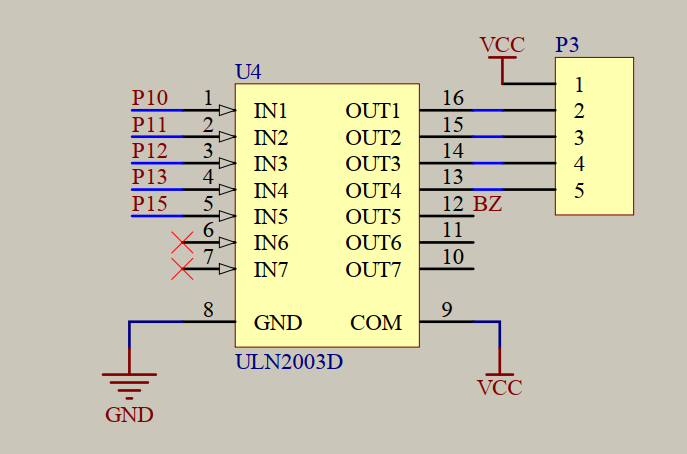 VCC P3
U4
1
P10 1 IN1 OUT1 16 2
P11 2 IN2 OUT2 15 3
P12 3 IN3 OUT3 14 4
P13 4 IN4 OUT4 13 5
P15 5 IN5 OUT5 12 BZ
6 IN6 OUT6 11
7 IN7 OUT7 10
8 GND COM 9
ULN2003D
VCC
GND